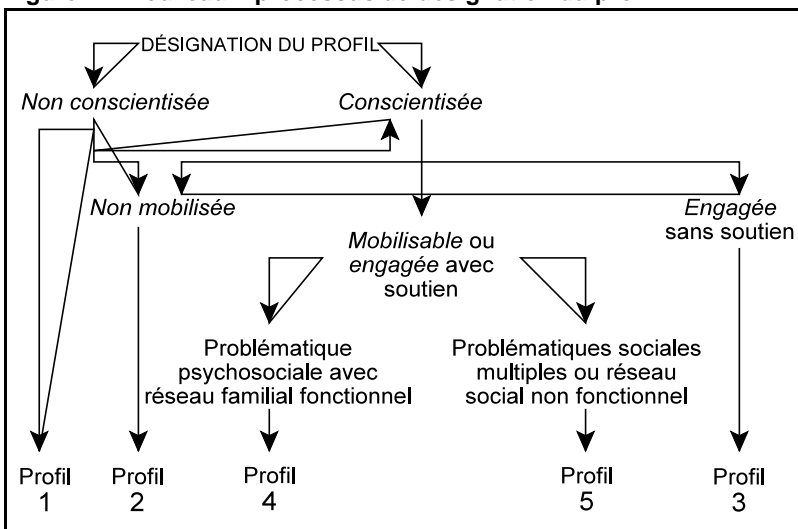 DÉSIGNATION DU PROFIL
Non conscientisée
Conscientisée
Non mobilisée
Engagée
sans soutien
Mobilisable ou
engagée avec
soutien
Problématique
psychosociale avec
réseau familial fonctionnel
Problématiques sociales
multiples ou réseau
social non fonctionnel
Profil
1
Profil
2
Profil
4
Profil
5
Profil
3